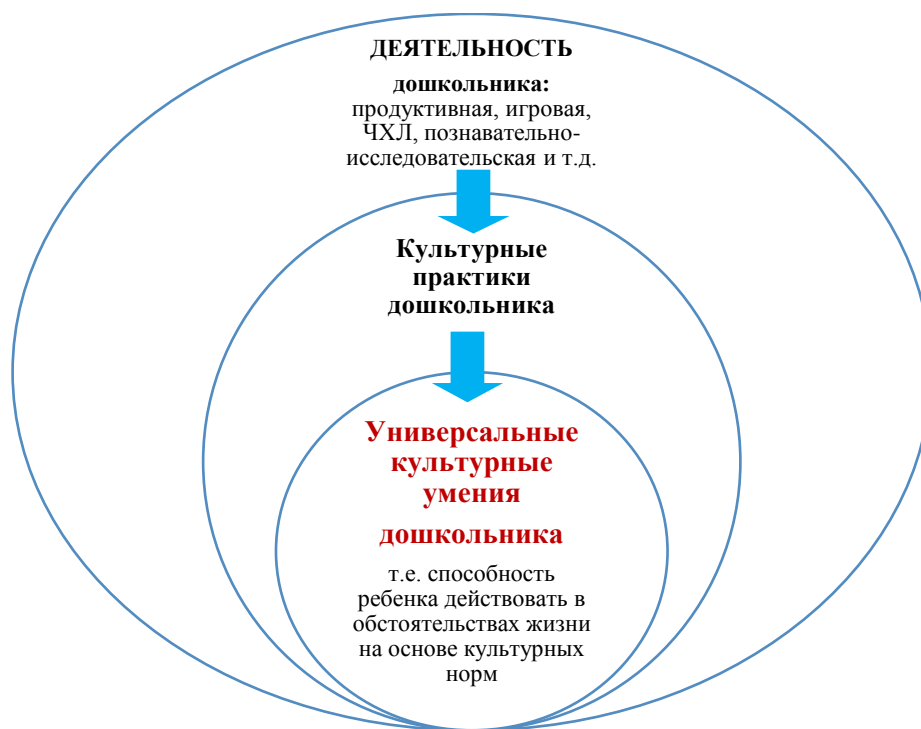 ДЕЯТЕЛЬНОСТЬ
дошкольника:
продуктивная, игровая,
ЧХЛ, познавательно-
исследовательская и т.д.
Культурные
практики
дошкольника
Универсальные
культурные
умения
дошкольника
т.е. способность
ребенка действовать в
обстоятельствах жизни
на основе культурных
норм